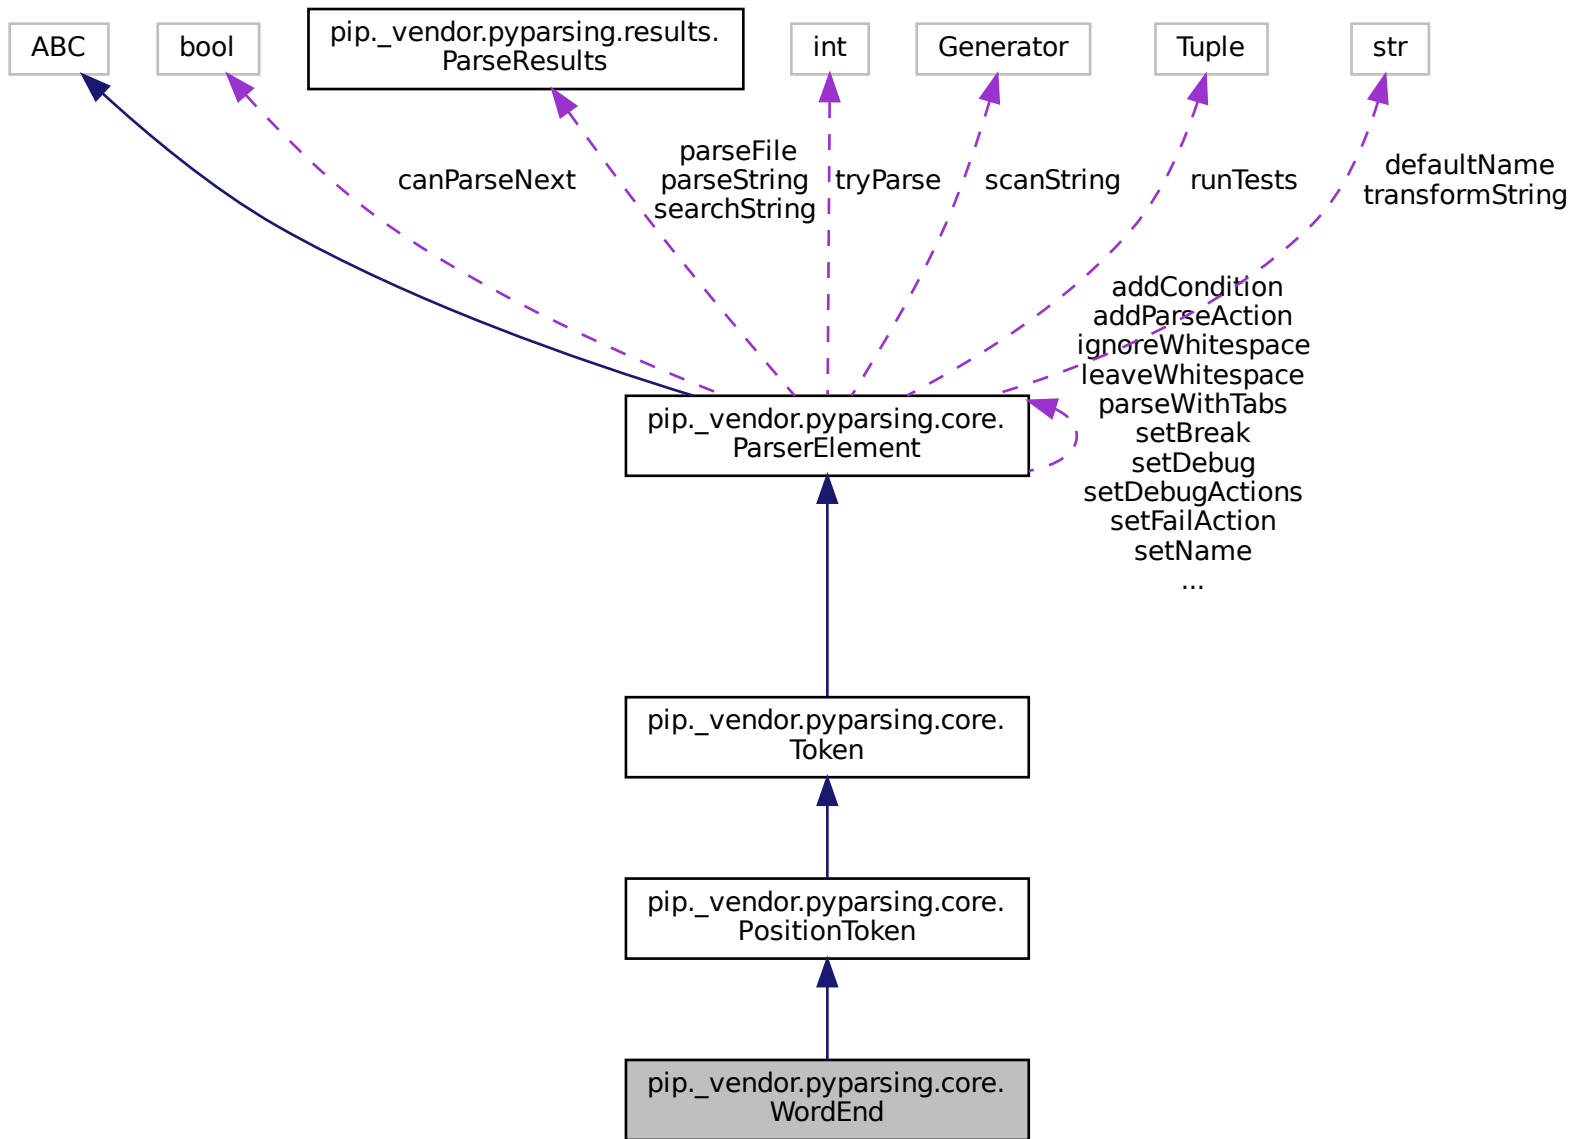 ABC
bool
pip._vendor.pyparsing.results.
ParseResults
int
Generator
Tuple
str
canParseNext
parseFile
parseString
searchString
tryParse
scanString
runTests
defaultName
transformString
addCondition
addParseAction
ignoreWhitespace
leaveWhitespace
parseWithTabs
setBreak
setDebug
setDebugActions
setFailAction
setName
...
pip._vendor.pyparsing.core.
ParserElement
pip._vendor.pyparsing.core.
Token
pip._vendor.pyparsing.core.
PositionToken
pip._vendor.pyparsing.core.
WordEnd